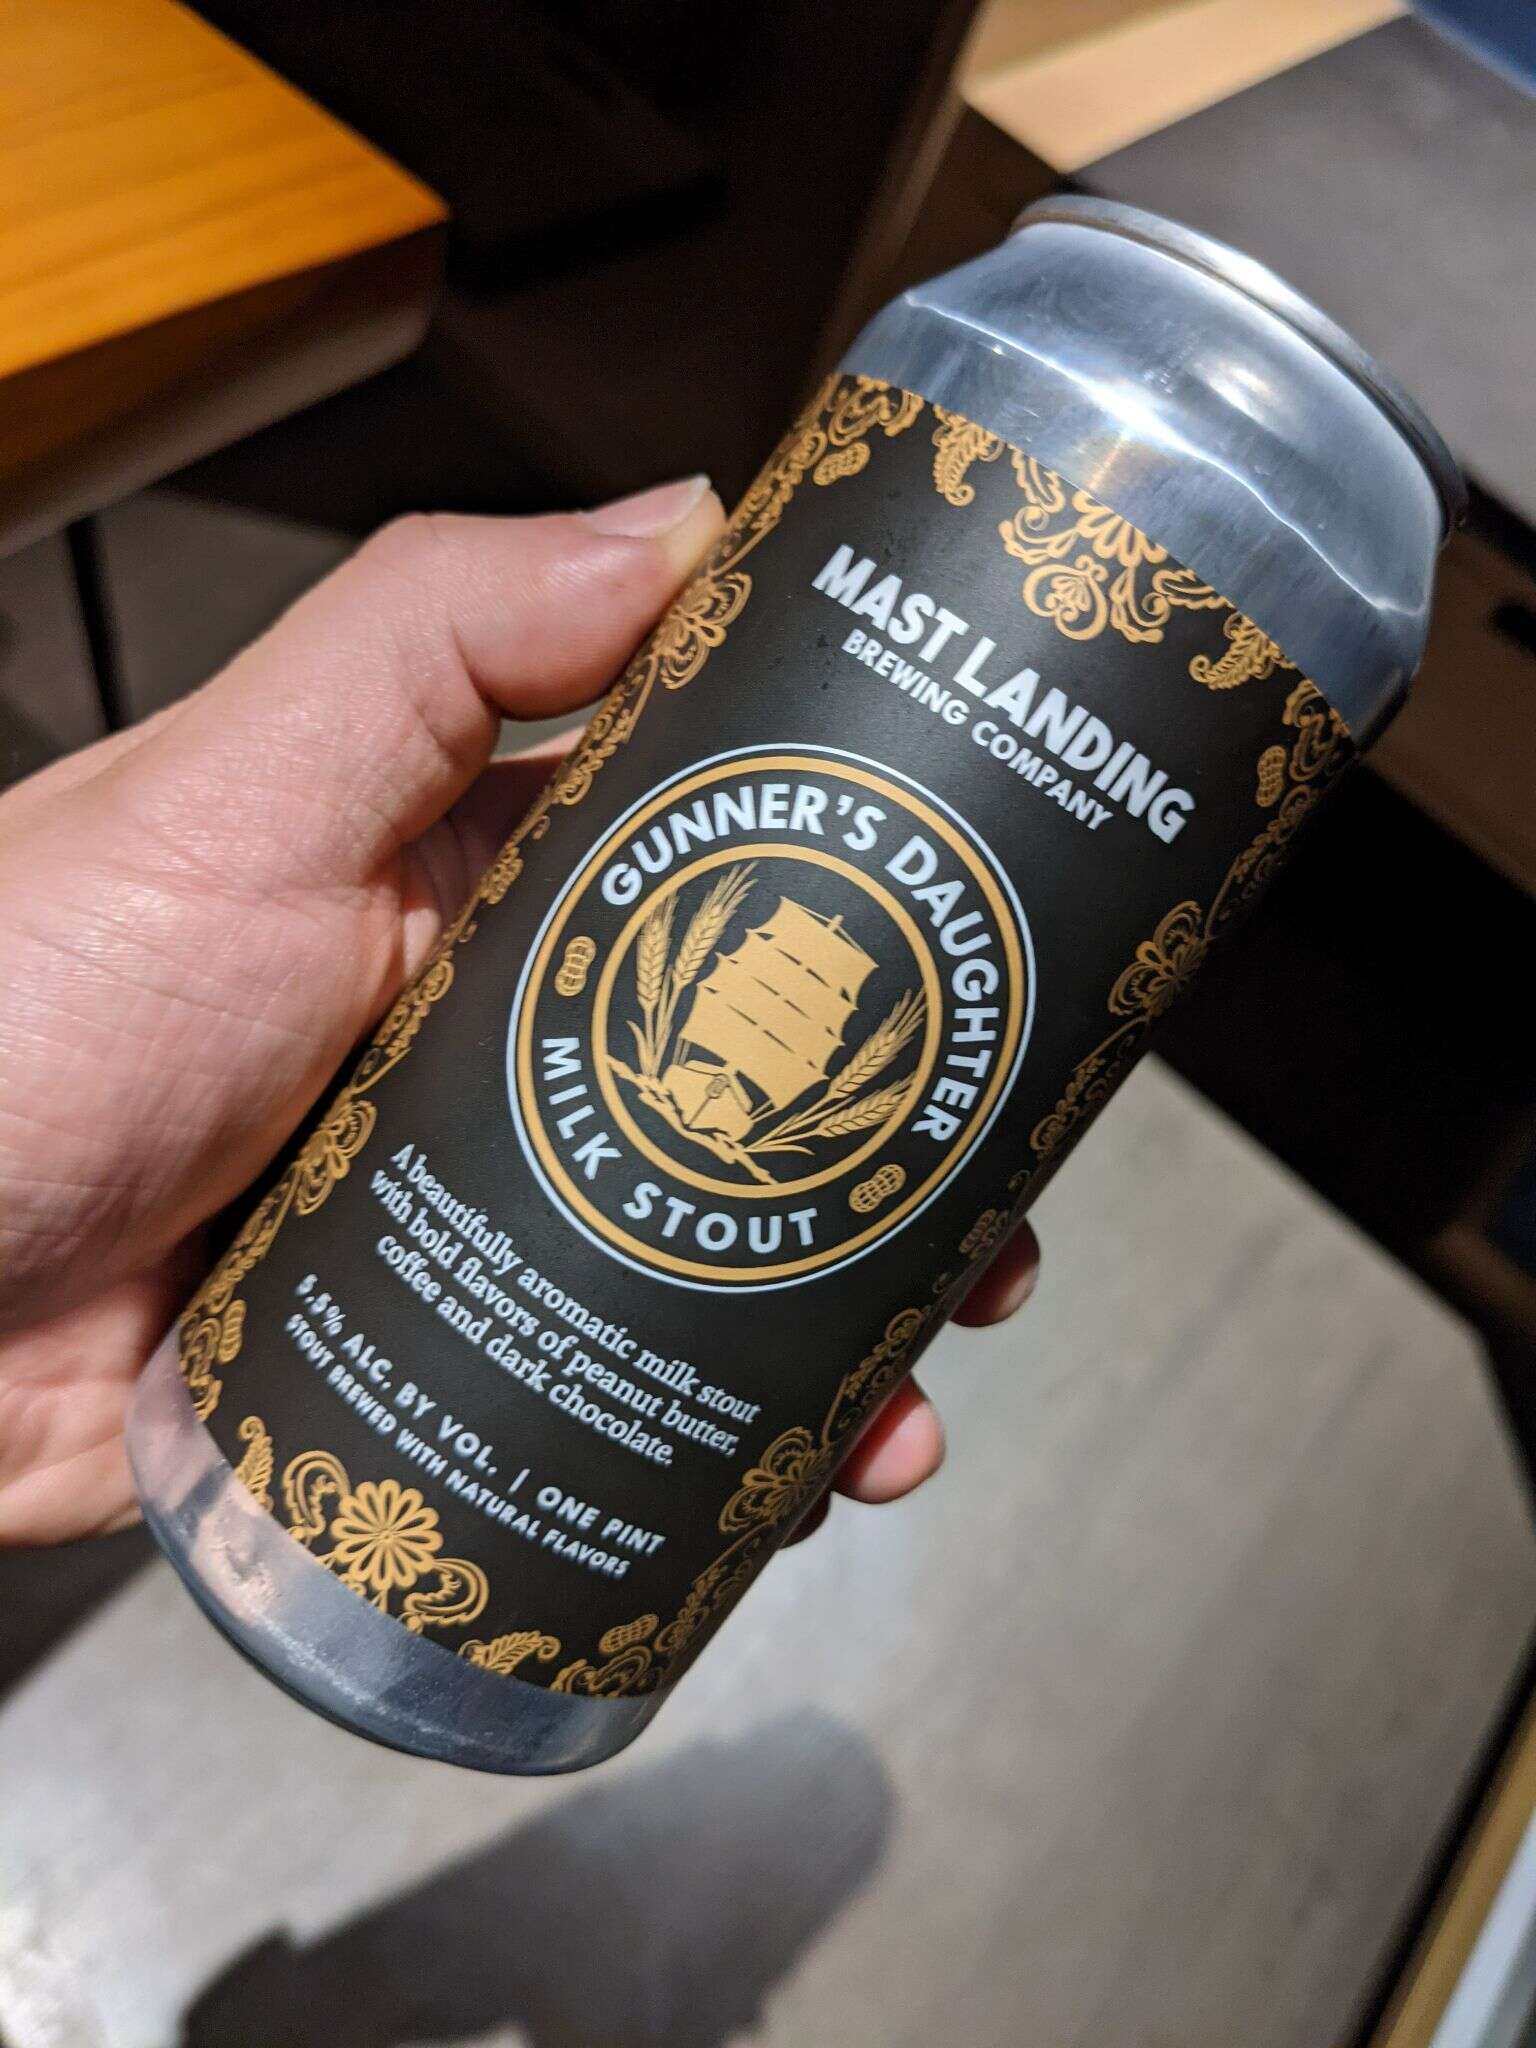 MAST LANDING
BREWING COMPANY
GUNNER'S DAUGHTER
MILK STOUT
A beautifully aromatic milk stout
with bold flavors of peanut butter,
coffee and dark chocolate.
5.5% ALC. BY VOL. | ONE PINT
STOUT BREWED WITH NATURAL FLAVORS